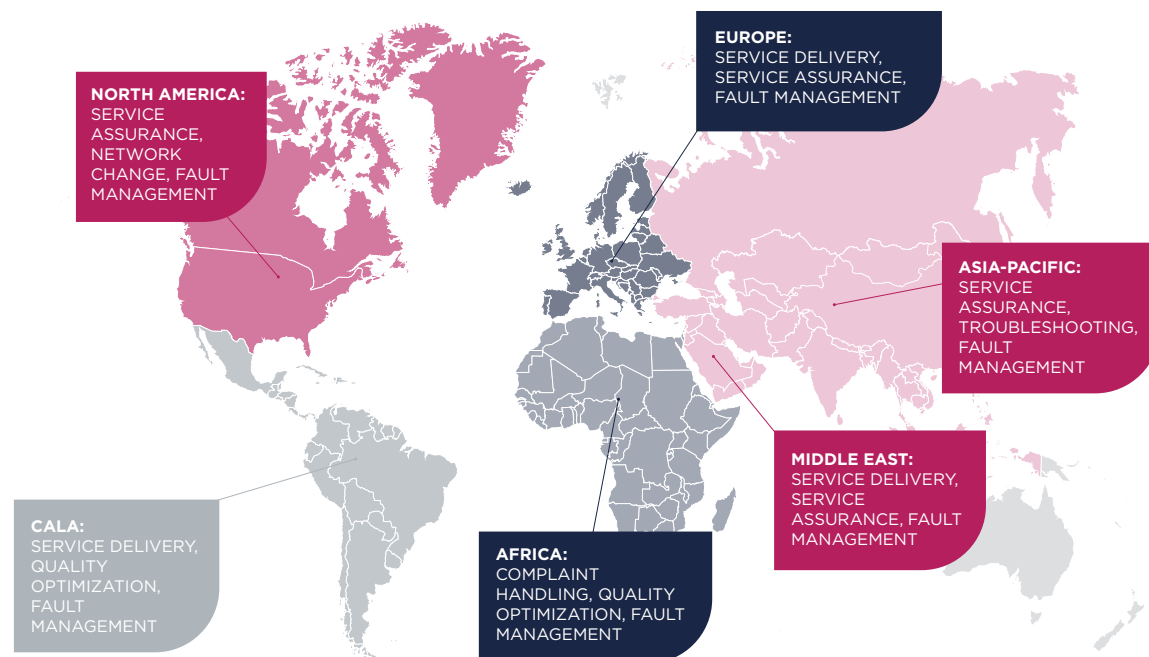 EUROPE:
SERVICE DELIVERY,
SERVICE ASSURANCE,
FAULT MANAGEMENT
NORTH AMERICA:
SERVICE
ASSURANCE,
NETWORK
CHANGE, FAULT
MANAGEMENT
ASIA-PACIFIC:
SERVICE
ASSURANCE,
TROUBLESHOOTING,
FAULT
MANAGEMENT
MIDDLE EAST:
SERVICE DELIVERY,
SERVICE
ASSURANCE, FAULT
MANAGEMENT
CALA:
SERVICE DELIVERY,
QUALITY
OPTIMIZATION,
FAULT
MANAGEMENT
AFRICA:
COMPLAINT
HANDLING, QUALITY
OPTIMIZATION, FAULT
MANAGEMENT